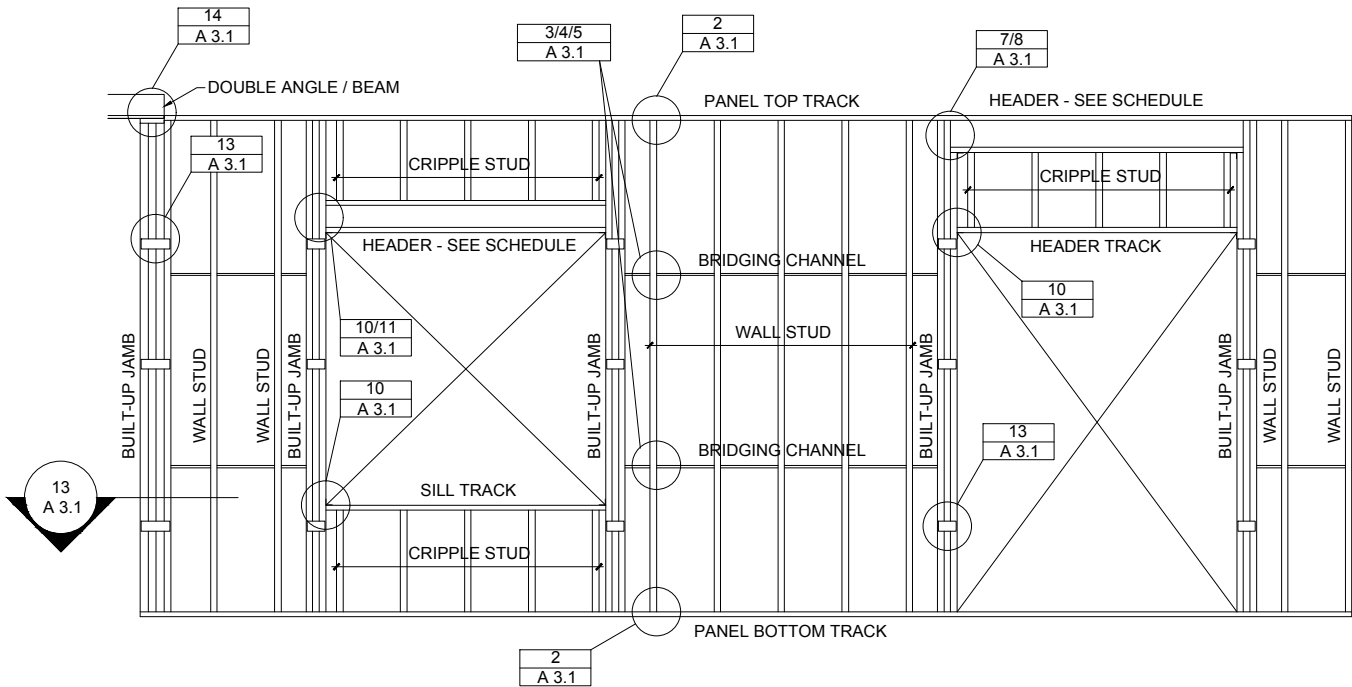 14
A 3.1
3/4/5
A 3.1
2
A 3.1
7/8
A 3.1
DOUBLE ANGLE / BEAM
PANEL TOP TRACK
HEADER - SEE SCHEDULE
13
A 3.1
CRIPPLE STUD
CRIPPLE STUD
HEADER - SEE SCHEDULE
HEADER TRACK
BRIDGING CHANNEL
10
A 3.1
10/11
A 3.1
WALL STUD
BUILT-UP JAMB
WALL STUD
WALL STUD
BUILT-UP JAMB
BUILT-UP JAMB
BUILT-UP JAMB
BUILT-UP JAMB
WALL STUD
WALL STUD
10
A 3.1
BRIDGING CHANNEL
13
A 3.1
13
A 3.1
SILL TRACK
CRIPPLE STUD
PANEL BOTTOM TRACK
2
A 3.1